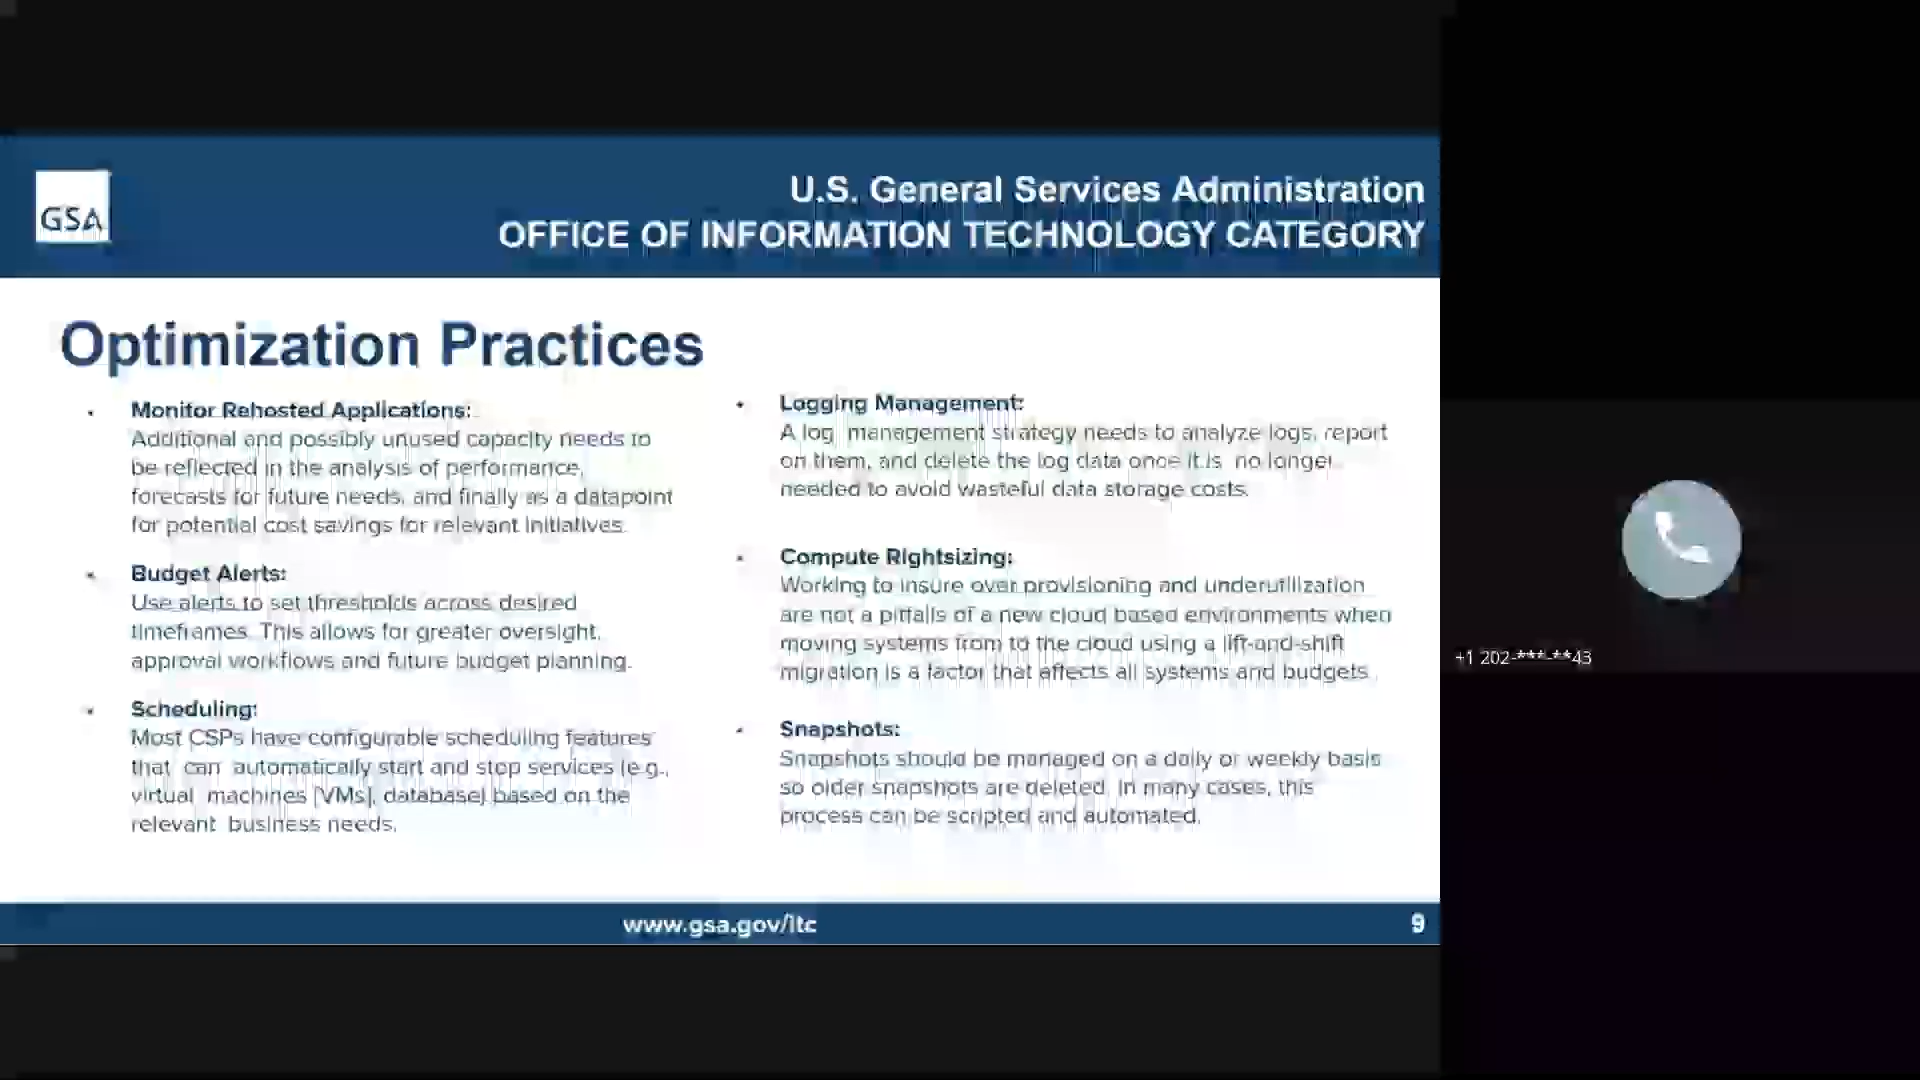 GSA
U.S. General Services Administration
OFFICE OF INFORMATION TECHNOLOGY CATEGORY
Optimization Practices
• Monitor Rehosted Applications:
Additional and possibly unused capacity needs to
be reflected in the analysis of performance,
forecasts for future needs, and finally as a datapoint
for potential cost savings for relevant initiatives.
• Budget Alerts:
Use alerts to set thresholds across desired
timeframes. This allows for greater oversight,
approval workflows and future budget planning.
• Scheduling:
Most CSPs have configurable scheduling features
that can automatically start and stop services (e.g.,
virtual machines [VMs], database) based on the
relevant business needs.
• Logging Management:
A log management strategy needs to analyze logs, report
on them, and delete the log data once it is no longer
needed to avoid wasteful data storage costs.
• Compute Rightsizing:
Working to insure over provisioning and underutilization
are not a pitfalls of a new cloud based environments when
moving systems from to the cloud using a lift-and-shift
migration is a factor that affects all systems and budgets.
• Snapshots:
Snapshots should be managed on a daily or weekly basis
so older snapshots are deleted. In many cases, this
process can be scripted and automated.
www.gsa.gov/itc
9
+1 202-***-**43